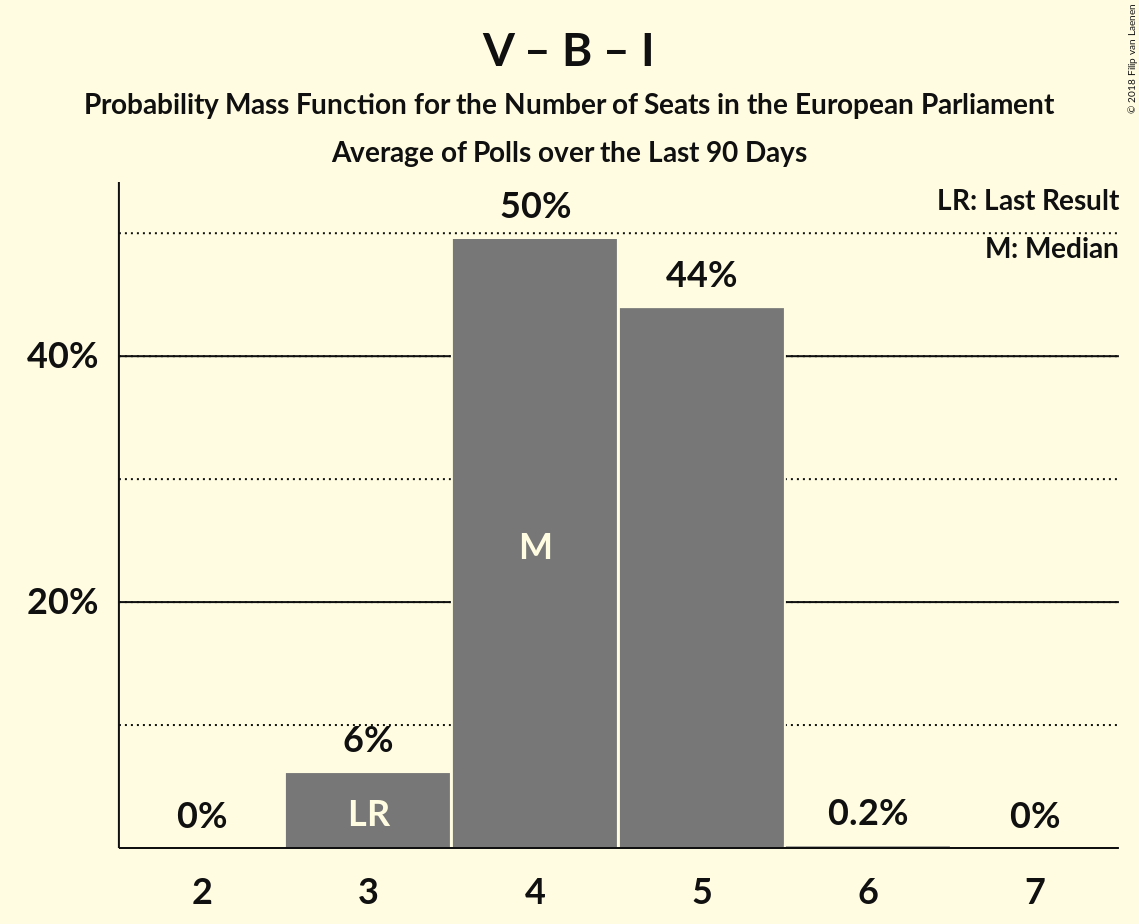 V – B – I
Probability Mass Function for the Number of Seats in the European Parliament
Average of Polls over the Last 90 Days
© 2018 Filip van Laenen
LR: Last Result
M: Median
50%
44%
40%
M
20%
6%
LR
0%
0.2%
0%
2 3 4 5 6 7